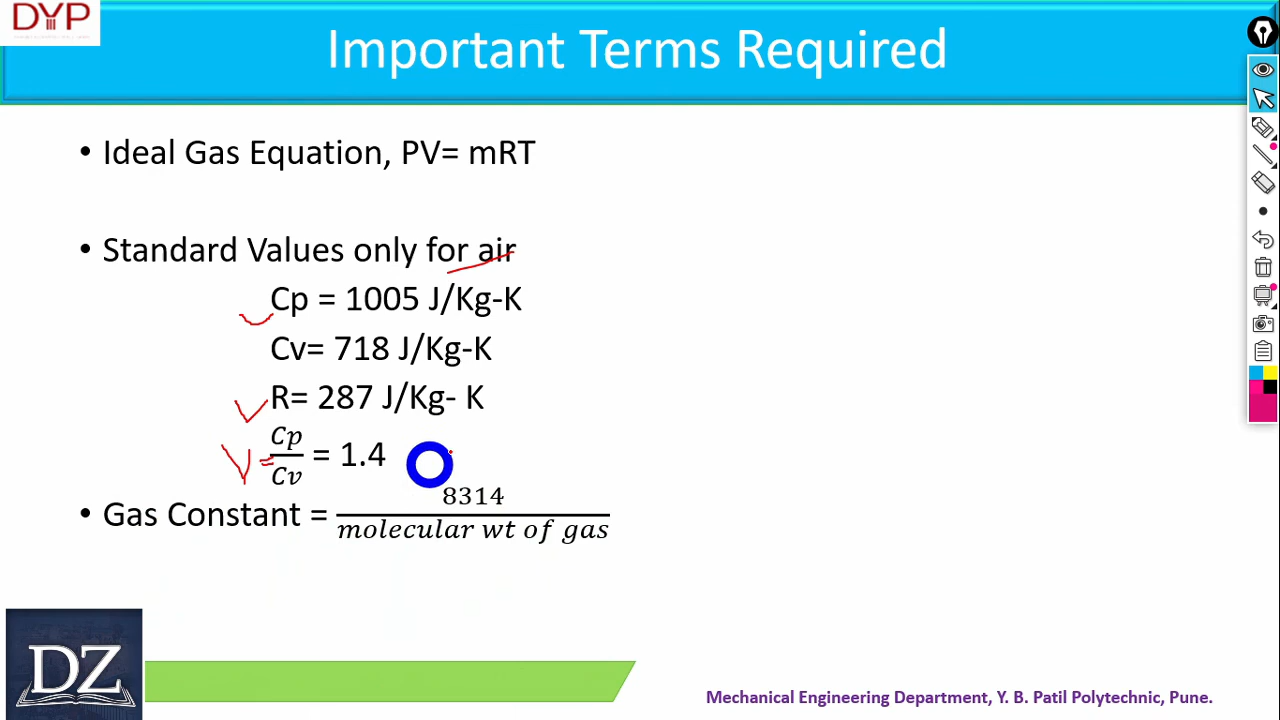 DYP
Important Terms Required
• Ideal Gas Equation, PV= mRT
• Standard Values only for air
Cp = 1005 J/Kg-K
Cv= 718 J/Kg-K
R= 287 J/Kg- K
γ = Cp/Cv = 1.4
• Gas Constant = 8314/molecular wt of gas
DZ
Mechanical Engineering Department, Y. B. Patil Polytechnic, Pune.